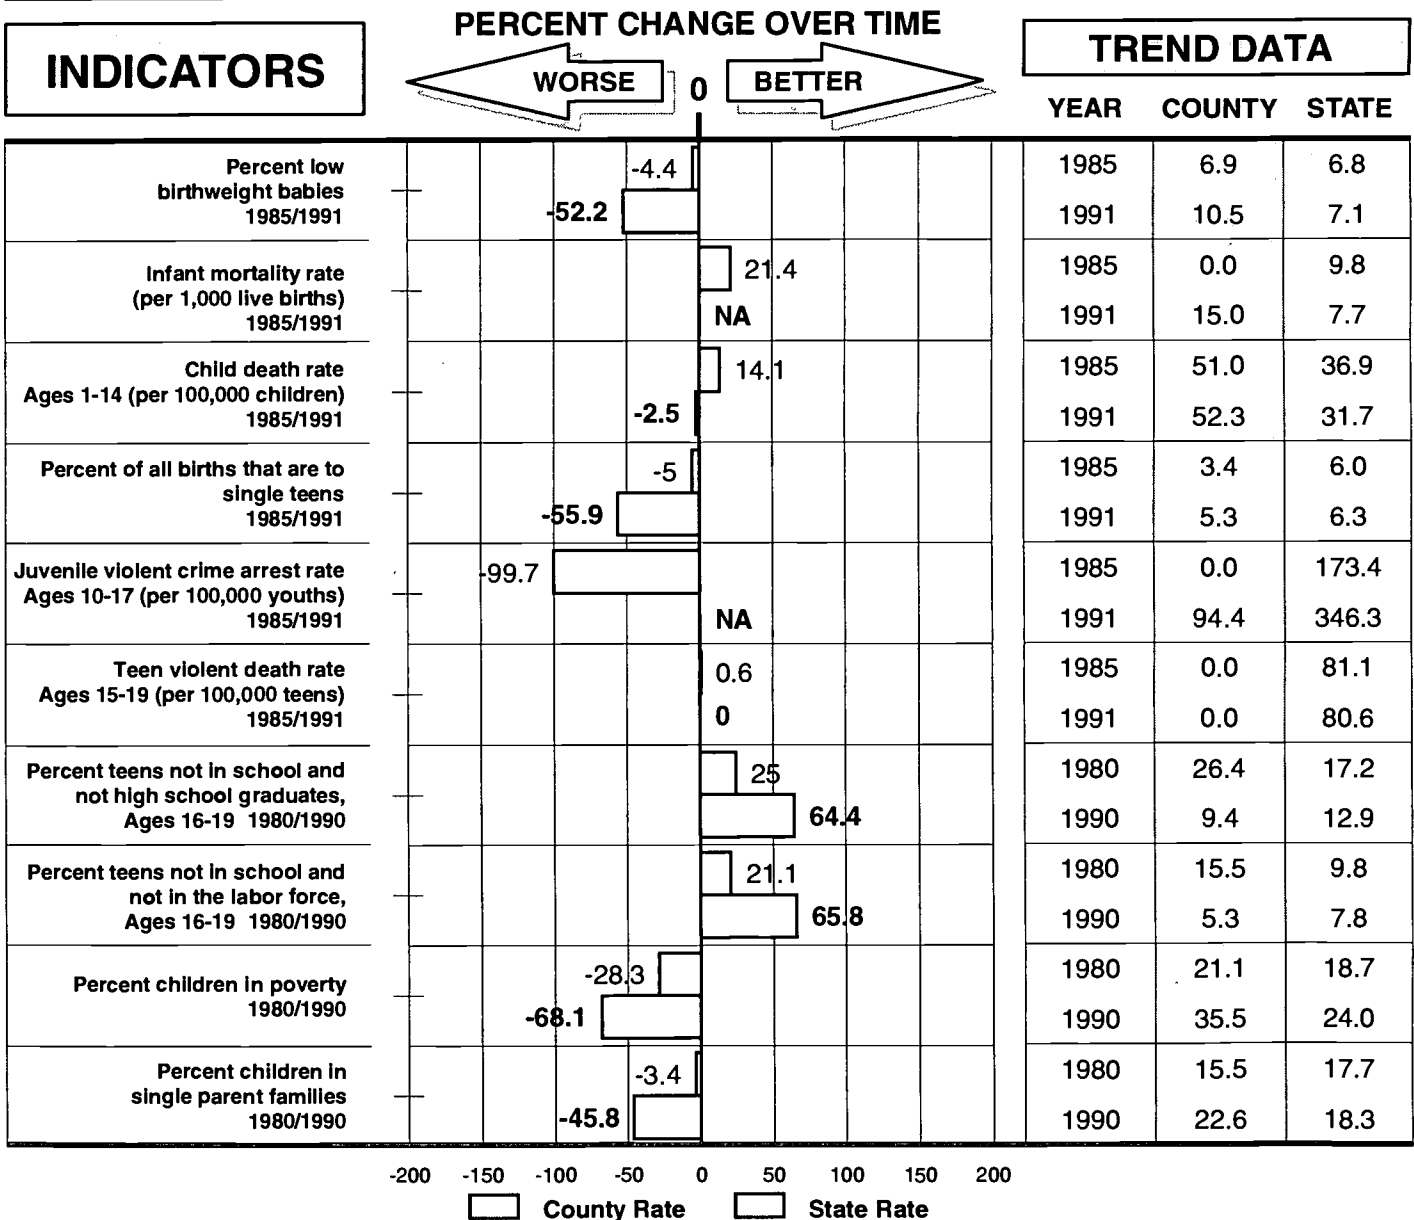 PERCENT CHANGE OVER TIME
INDICATORS
WORSE
0
BETTER
TREND DATA
YEAR COUNTY STATE
Percent low
birthweight babies
1985/1991
-4.4
-52.2
1985 6.9 6.8
1991 10.5 7.1
Infant mortality rate
(per 1,000 live births)
1985/1991
21.4
NA
1985 0.0 9.8
1991 15.0 7.7
Child death rate
Ages 1-14 (per 100,000 children)
1985/1991
14.1
-2.5
1985 51.0 36.9
1991 52.3 31.7
Percent of all births that are to
single teens
1985/1991
-5
-55.9
1985 3.4 6.0
1991 5.3 6.3
Juvenile violent crime arrest rate
Ages 10-17 (per 100,000 youths)
1985/1991
-99.7
NA
1985 0.0 173.4
1991 94.4 346.3
Teen violent death rate
Ages 15-19 (per 100,000 teens)
1985/1991
0.6
0
1985 0.0 81.1
1991 0.0 80.6
Percent teens not in school and
not high school graduates,
Ages 16-19 1980/1990
25
64.4
1980 26.4 17.2
1990 9.4 12.9
Percent teens not in school and
not in the labor force,
Ages 16-19 1980/1990
21.1
65.8
1980 15.5 9.8
1990 5.3 7.8
Percent children in poverty
1980/1990
-28.3
-68.1
1980 21.1 18.7
1990 35.5 24.0
Percent children in
single parent families
1980/1990
-3.4
-45.8
1980 15.5 17.7
1990 22.6 18.3
-200 -150 -100 -50 0 50 100 150 200
County Rate State Rate